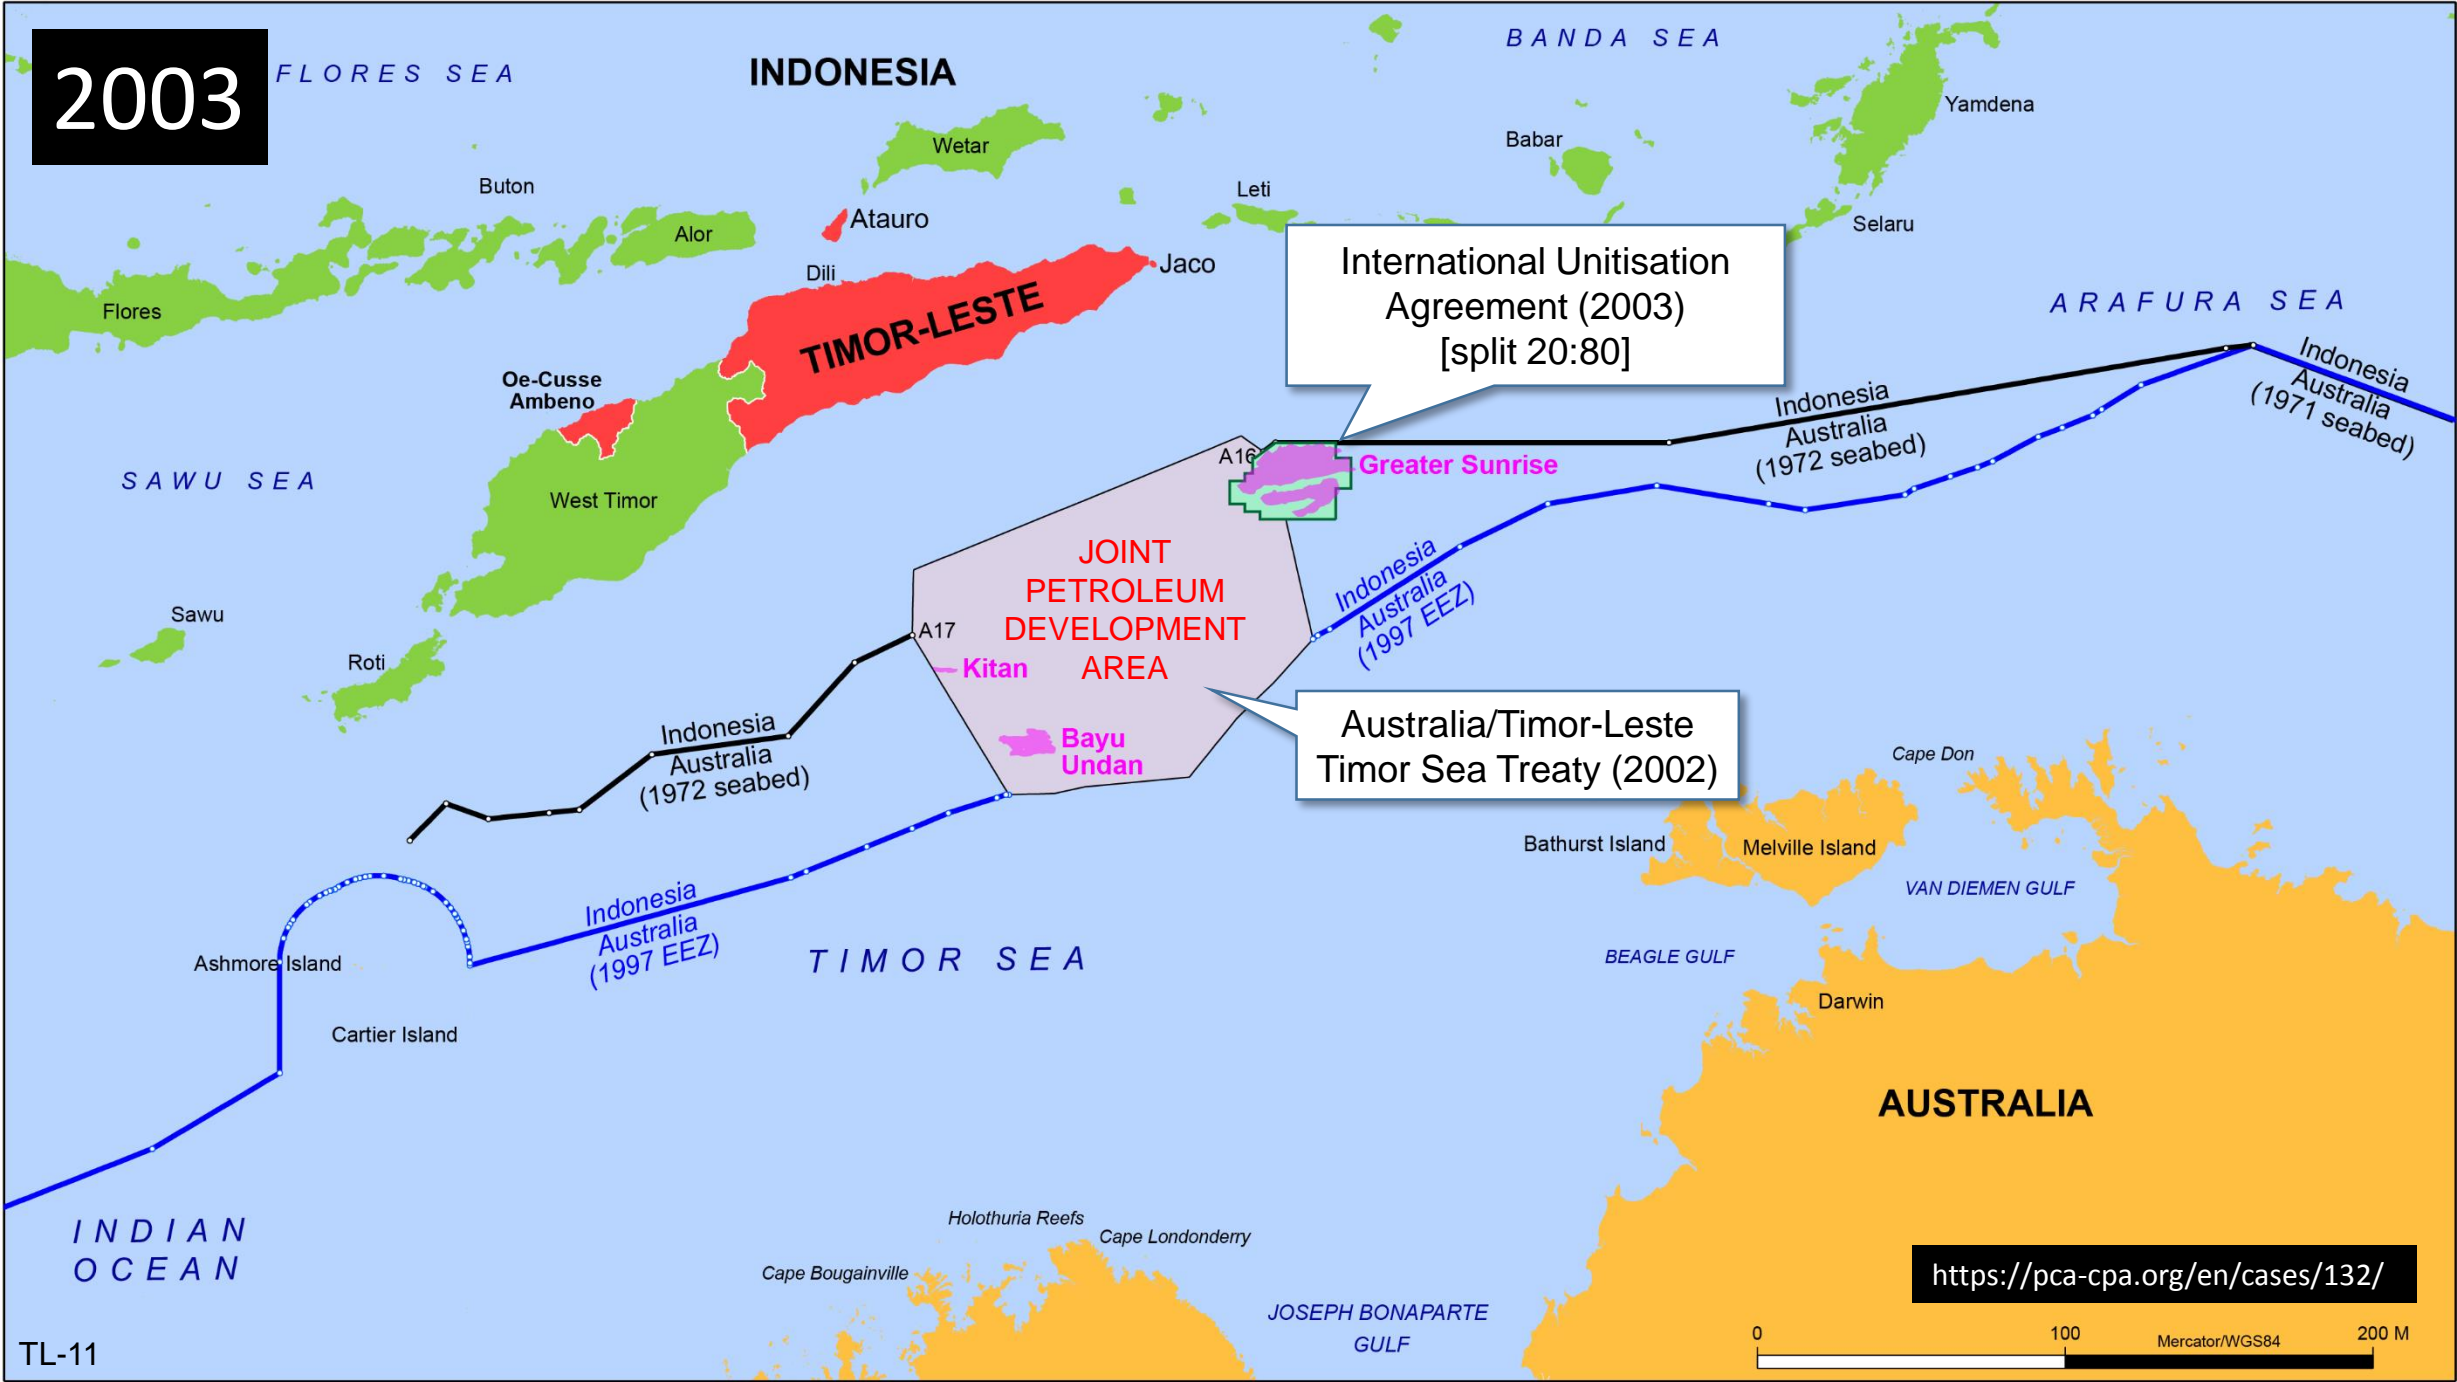 2003
FLORES SEA
INDONESIA
BANDA SEA
Yamdena
Wetar
Babar
Buton
Leti
Atauro
Alor
Selaru
Dili
Jaco
Flores
TIMOR-LESTE
International Unitisation
Agreement (2003)
[split 20:80]
ARAFURA SEA
Indonesia
Australia
(1971 seabed)
Oe-Cusse
Ambeno
Indonesia
Australia
(1972 seabed)
A16
Greater Sunrise
SAWU SEA
West Timor
JOINT
PETROLEUM
DEVELOPMENT
AREA
Indonesia
Australia
(1997 EEZ)
Sawu
A17
Roti
Kitan
Indonesia
Australia
(1972 seabed)
Bayu
Undan
Australia/Timor-Leste
Timor Sea Treaty (2002)
Cape Don
Bathurst Island
Melville Island
VAN DIEMEN GULF
Indonesia
Australia
(1997 EEZ)
TIMOR SEA
BEAGLE GULF
Ashmore Island
Darwin
Cartier Island
AUSTRALIA
INDIAN
OCEAN
Holothuria Reefs
Cape Londonderry
Cape Bougainville
https://pca-cpa.org/en/cases/132/
JOSEPH BONAPARTE
GULF
0 100 200 M
Mercator/WGS84
TL-11